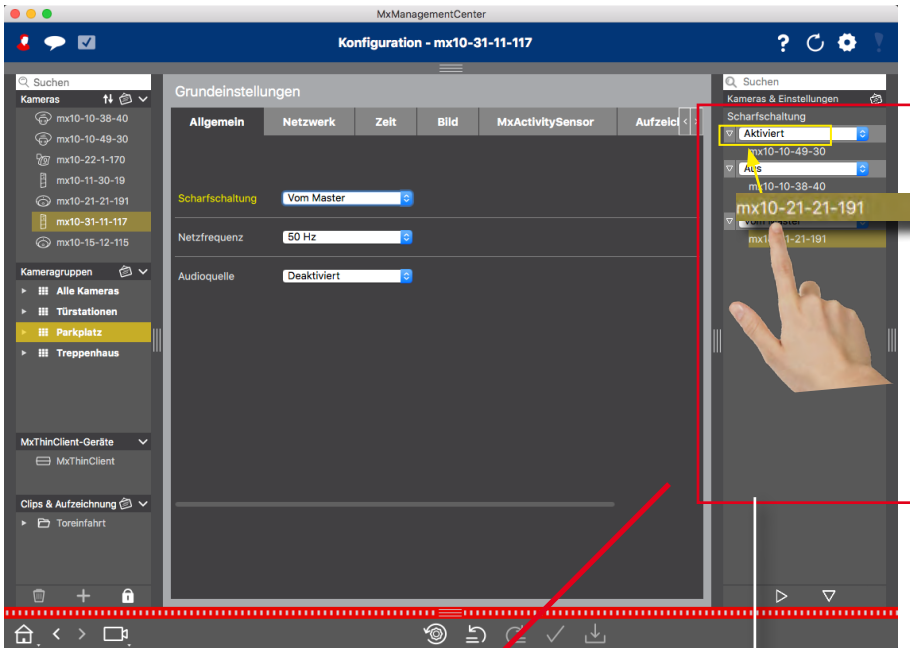 MxManagementCenter
Konfiguration - mx10-31-11-117
Suchen
Kameras
mx10-10-38-40
mx10-10-49-30
mx10-22-1-170
mx10-11-30-19
mx10-21-21-191
mx10-31-11-117
mx10-15-12-115
Kameragruppen
Alle Kameras
Türstationen
Parkplatz
Treppenhaus
MxThinClient-Geräte
MxThinClient
Clips & Aufzeichnung
Toreinfahrt
Grundeinstellungen
Allgemein Netzwerk Zeit Bild MxActivitySensor Aufzeich
Scharfschaltung Vom Master
Netzfrequenz 50 Hz
Audioquelle Deaktiviert
Suchen
Kameras & Einstellungen
Scharfschaltung
Aktiviert
mx10-10-49-30
Aus
mx10-10-38-40
mx10-21-21-191
Vom Master